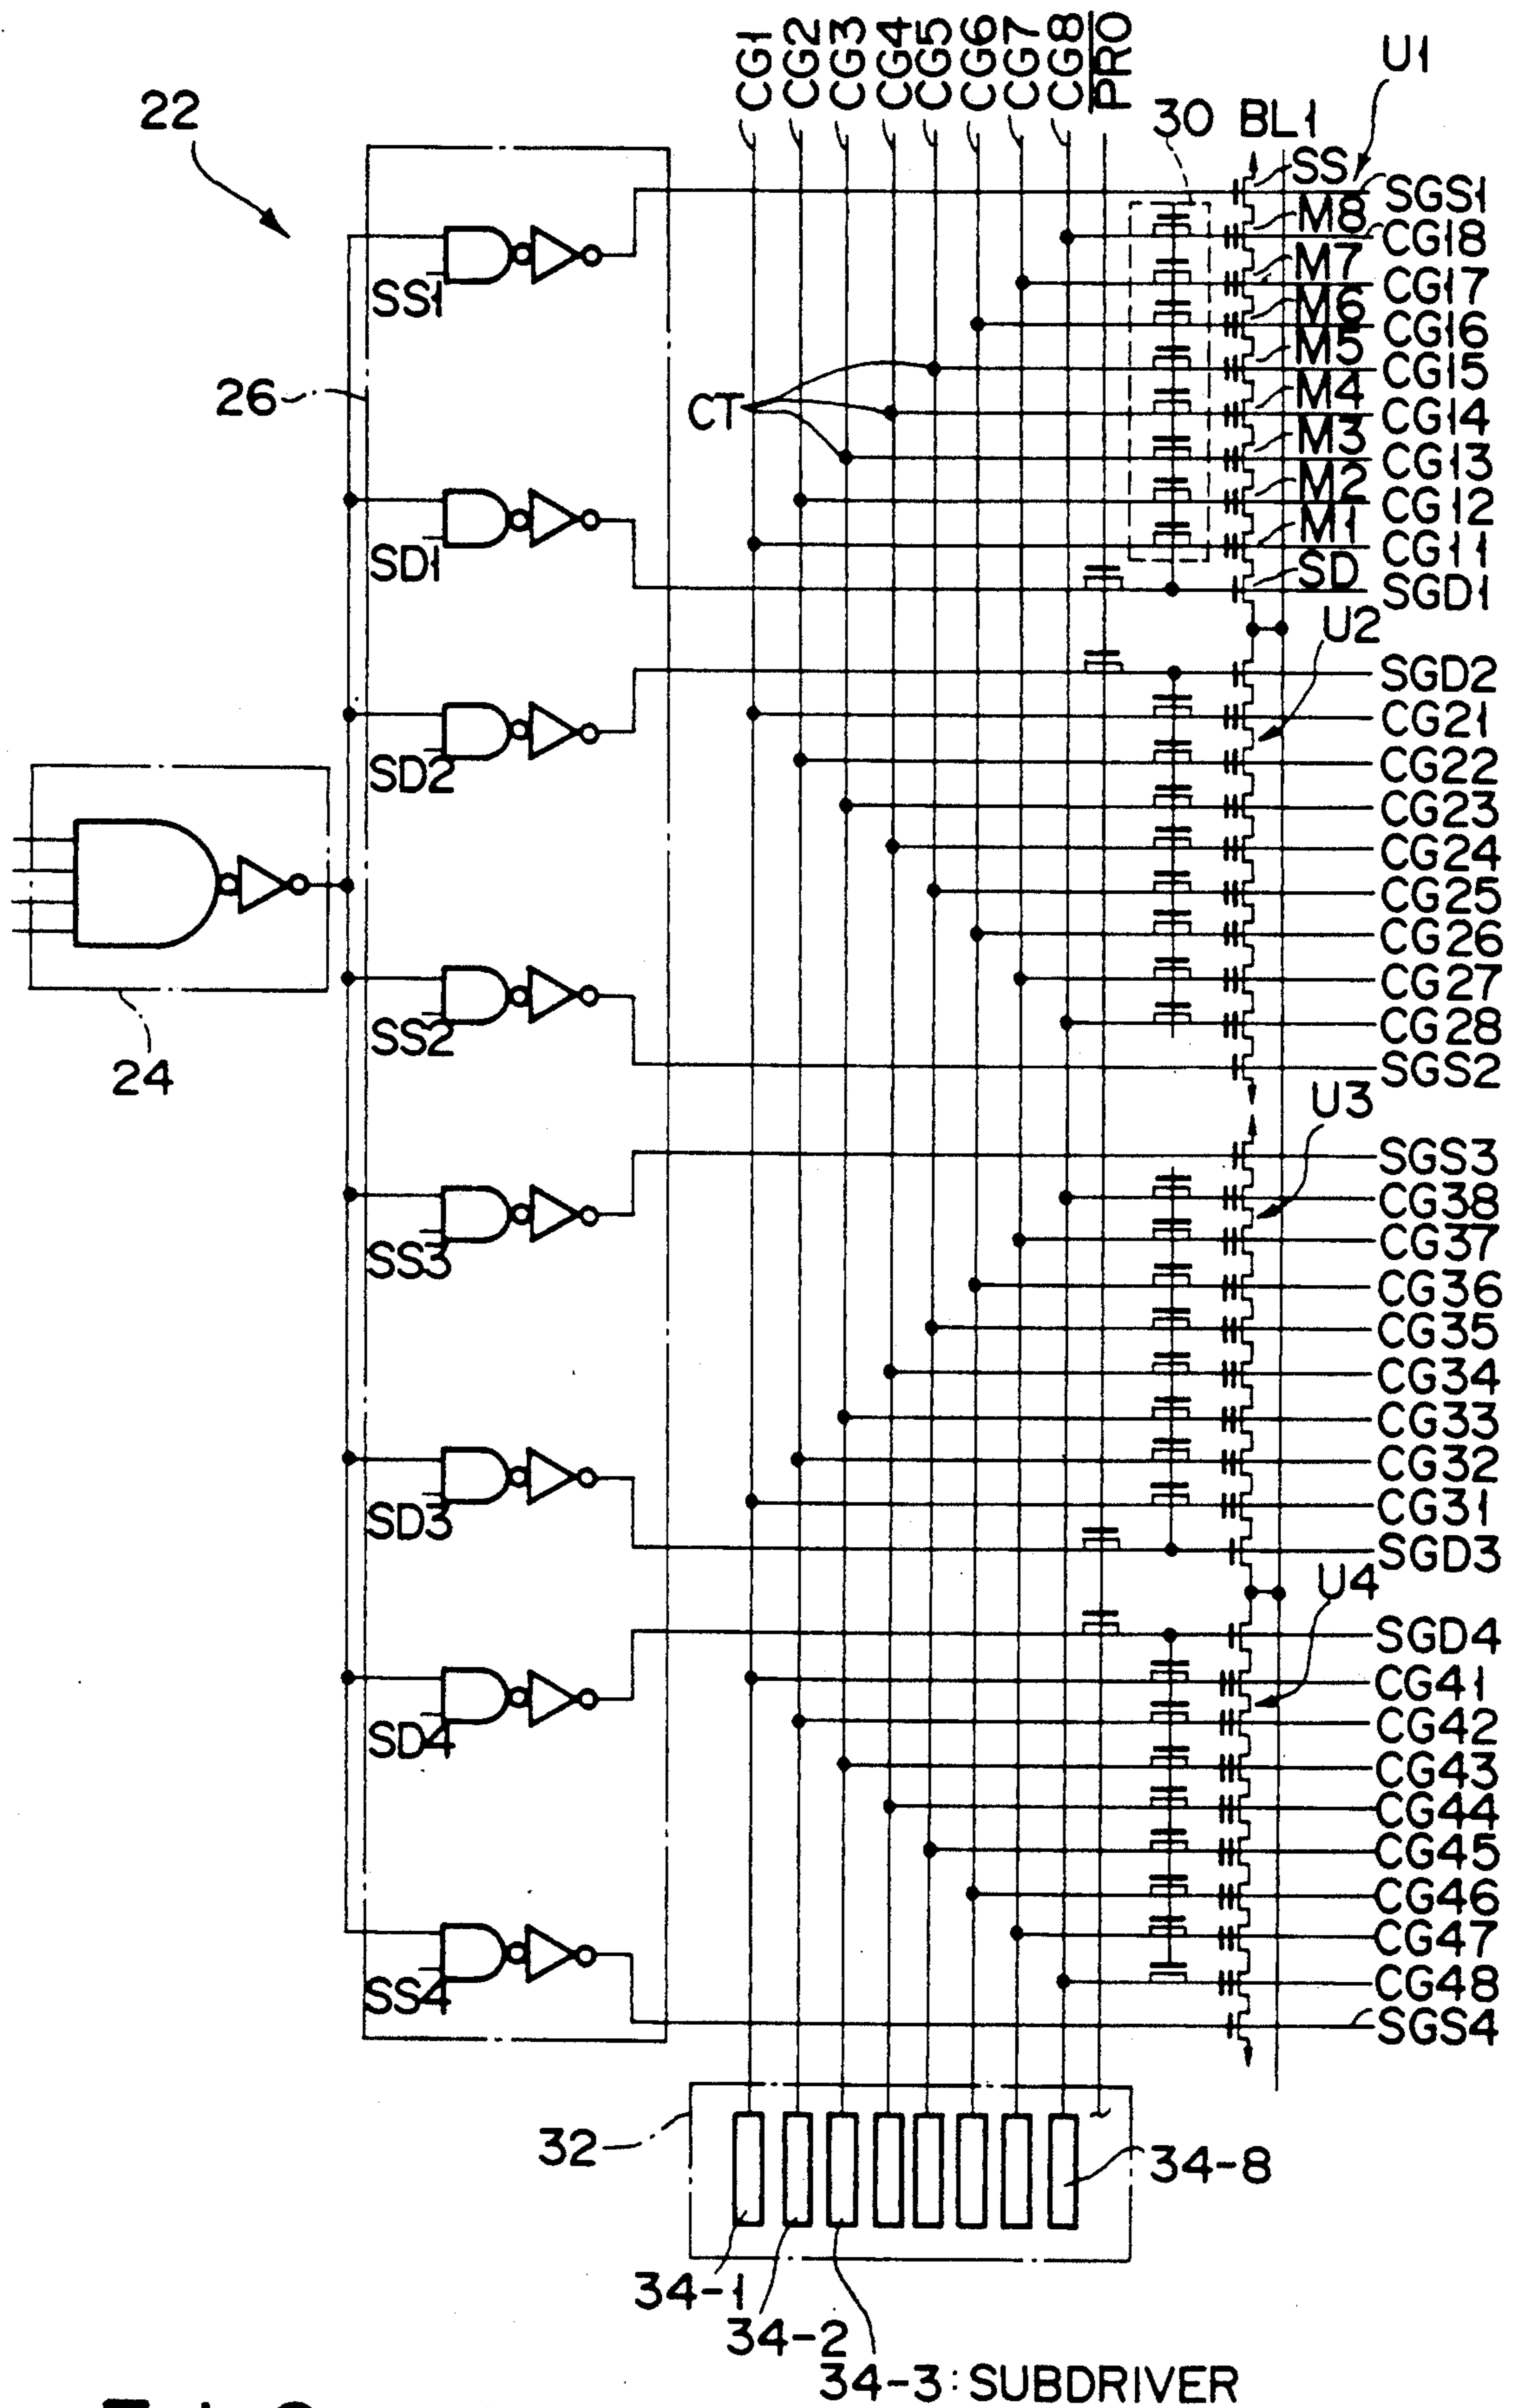 CG1
CG2
CG3
CG4
CG5
CG6
CG7
CG8
PRO
U1
22
30 BL1
SS
SGS1
M8
CG18
M7
CG17
SS1
M6
CG16
M5
CG15
26
CT
M4
CG14
M3
CG13
M2
CG12
M1
CG11
SD1
SD
SGD1
U2
SGD2
CG21
SD2
CG22
CG23
CG24
CG25
CG26
CG27
SS2
CG28
24
SGS2
U3
SGS3
CG38
SS3
CG37
CG36
CG35
CG34
CG33
CG32
SD3
CG31
SGD3
U4
SGD4
CG41
SD4
CG42
CG43
CG44
CG45
CG46
CG47
SS4
CG48
SGS4
32
34-8
34-1
34-2
34-3 : SUBDRIVER